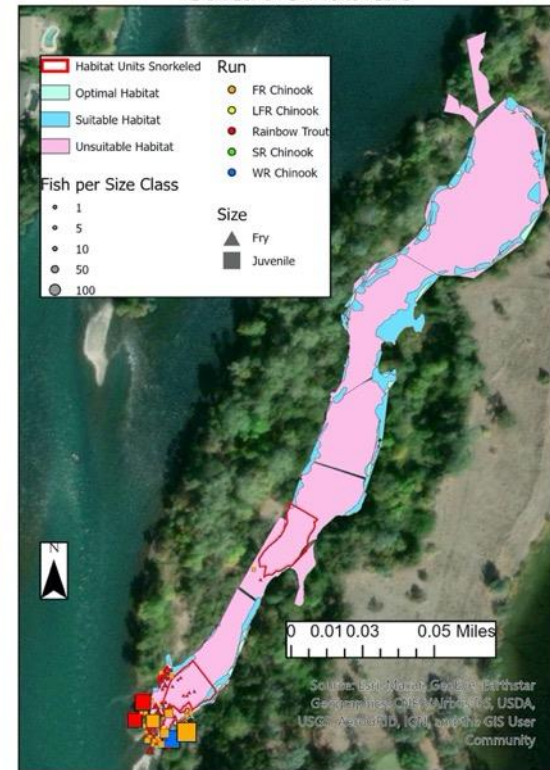 Habitat Units Snorkeled
Optimal Habitat
Suitable Habitat
Unsuitable Habitat
Fish per Size Class
1
5
10
50
100
Run
FR Chinook
LFR Chinook
Rainbow Trout
SR Chinook
WR Chinook
Size
Fry
Juvenile
N
0 0.01 0.03 0.05 Miles
Source: Esri, Maxar, GeoEye, Earthstar
Geographics, CNES/Airbus DS, USDA,
USGS, AeroGRID, IGN, and the GIS User
Community